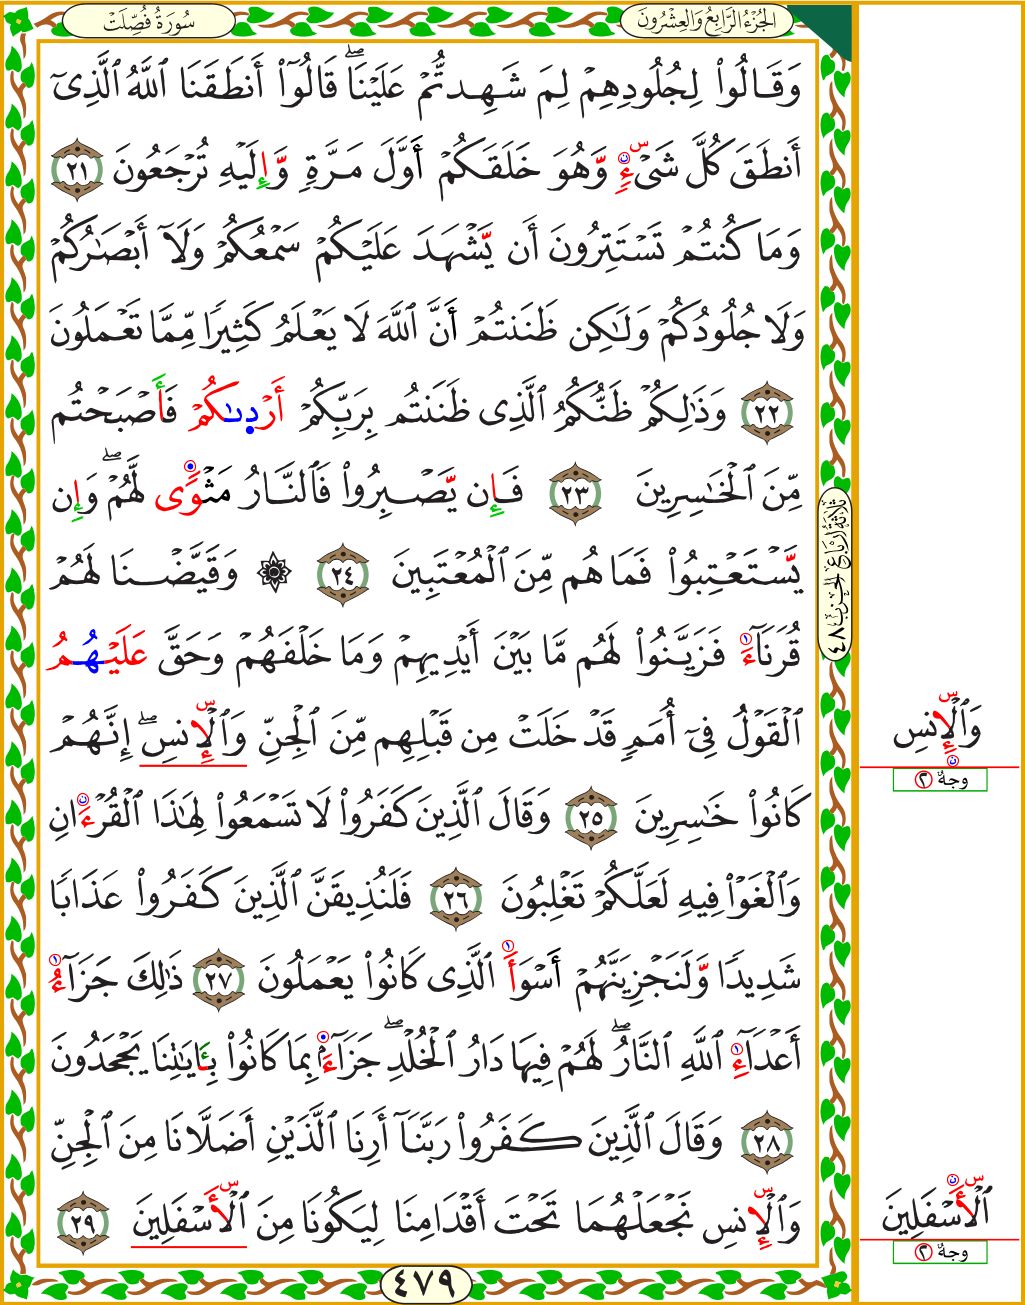 الجُزْءُ الرَّابِعُ وَالعِشْرُونَ
سُورَةُ فُصِّلَتْ
وَقَالُوا۟ لِجُلُودِهِمْ لِمَ شَهِدتُّمْ عَلَيْنَاۖ قَالُوٓا۟ أَنطَقَنَا ٱللَّهُ ٱلَّذِىٓ
أَنطَقَ كُلَّ شَىْءٍۢ وَّهُوَ خَلَقَكُمْ أَوَّلَ مَرَّةٍ وَّإِلَيْهِ تُرْجَعُونَ ٢١
وَمَا كُنتُمْ تَسْتَتِرُونَ أَن يَّشْهَدَ عَلَيْكُمْ سَمْعُكُمْ وَلَآ أَبْصَـٰرُكُمْ
وَلَا جُلُودُكُمْ وَلَـٰكِن ظَنَنتُمْ أَنَّ ٱللَّهَ لَا يَعْلَمُ كَثِيرًا مِّمَّا تَعْمَلُونَ
٢٢ وَذَٰلِكُمْ ظَنُّكُمُ ٱلَّذِى ظَنَنتُم بِرَبِّكُمْ أَرْدىٰكُمْ فَأَصْبَحْتُم
مِّنَ ٱلْخَـٰسِرِينَ ٢٣ فَإِن يَّصْبِرُوا۟ فَٱلنَّارُ مَثْوًى لَّهُمْۖ وَإِن
يَّسْتَعْتِبُوا۟ فَمَا هُم مِّنَ ٱلْمُعْتَبِينَ ٢٤ ۞ وَقَيَّضْنَا لَهُمْ
قُرَنَآءَ فَزَيَّنُوا۟ لَهُم مَّا بَيْنَ أَيْدِيهِمْ وَمَا خَلْفَهُمْ وَحَقَّ عَلَيْهُمُ
ٱلْقَوْلُ فِىٓ أُمَمٍ قَدْ خَلَتْ مِن قَبْلِهِم مِّنَ ٱلْجِنِّ وَٱلْإِنسِۖ إِنَّهُمْ
كَانُوا۟ خَـٰسِرِينَ ٢٥ وَقَالَ ٱلَّذِينَ كَفَرُوا۟ لَا تَسْمَعُوا۟ لِهَـٰذَا ٱلْقُرْءَانِ
وَٱلْغَوْا۟ فِيهِ لَعَلَّكُمْ تَغْلِبُونَ ٢٦ فَلَنُذِيقَنَّ ٱلَّذِينَ كَفَرُوا۟ عَذَابًا
شَدِيدًا وَّلَنَجْزِيَنَّهُمْ أَسْوَأَ ٱلَّذِى كَانُوا۟ يَعْمَلُونَ ٢٧ ذَٰلِكَ جَزَآءُ
أَعْدَآءِ ٱللَّهِ ٱلنَّارُۖ لَهُمْ فِيهَا دَارُ ٱلْخُلْدِۖ جَزَآءًۢ بِمَا كَانُوا۟ بِـَٔايَـٰتِنَا يَجْحَدُونَ
٢٨ وَقَالَ ٱلَّذِينَ كَفَرُوا۟ رَبَّنَآ أَرِنَا ٱلَّذَيْنِ أَضَلَّانَا مِنَ ٱلْجِنِّ
وَٱلْإِنسِ نَجْعَلْهُمَا تَحْتَ أَقْدَامِنَا لِيَكُونَا مِنَ ٱلْأَسْفَلِينَ ٢٩
ثلاثة أرباع الحزب ٤٨
وَٱلْإِنسِ
وجهٌ ٢
ٱلْأَسْفَلِينَ
وجهٌ ٢
٤٧٩